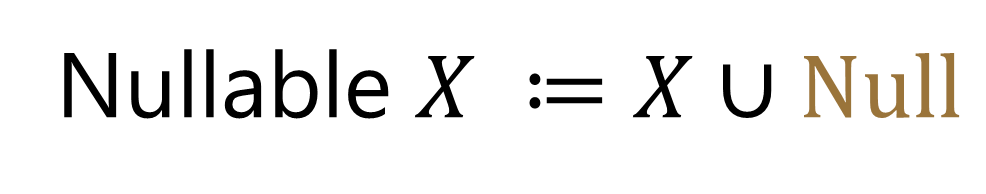 Nullable X := X ∪ Null